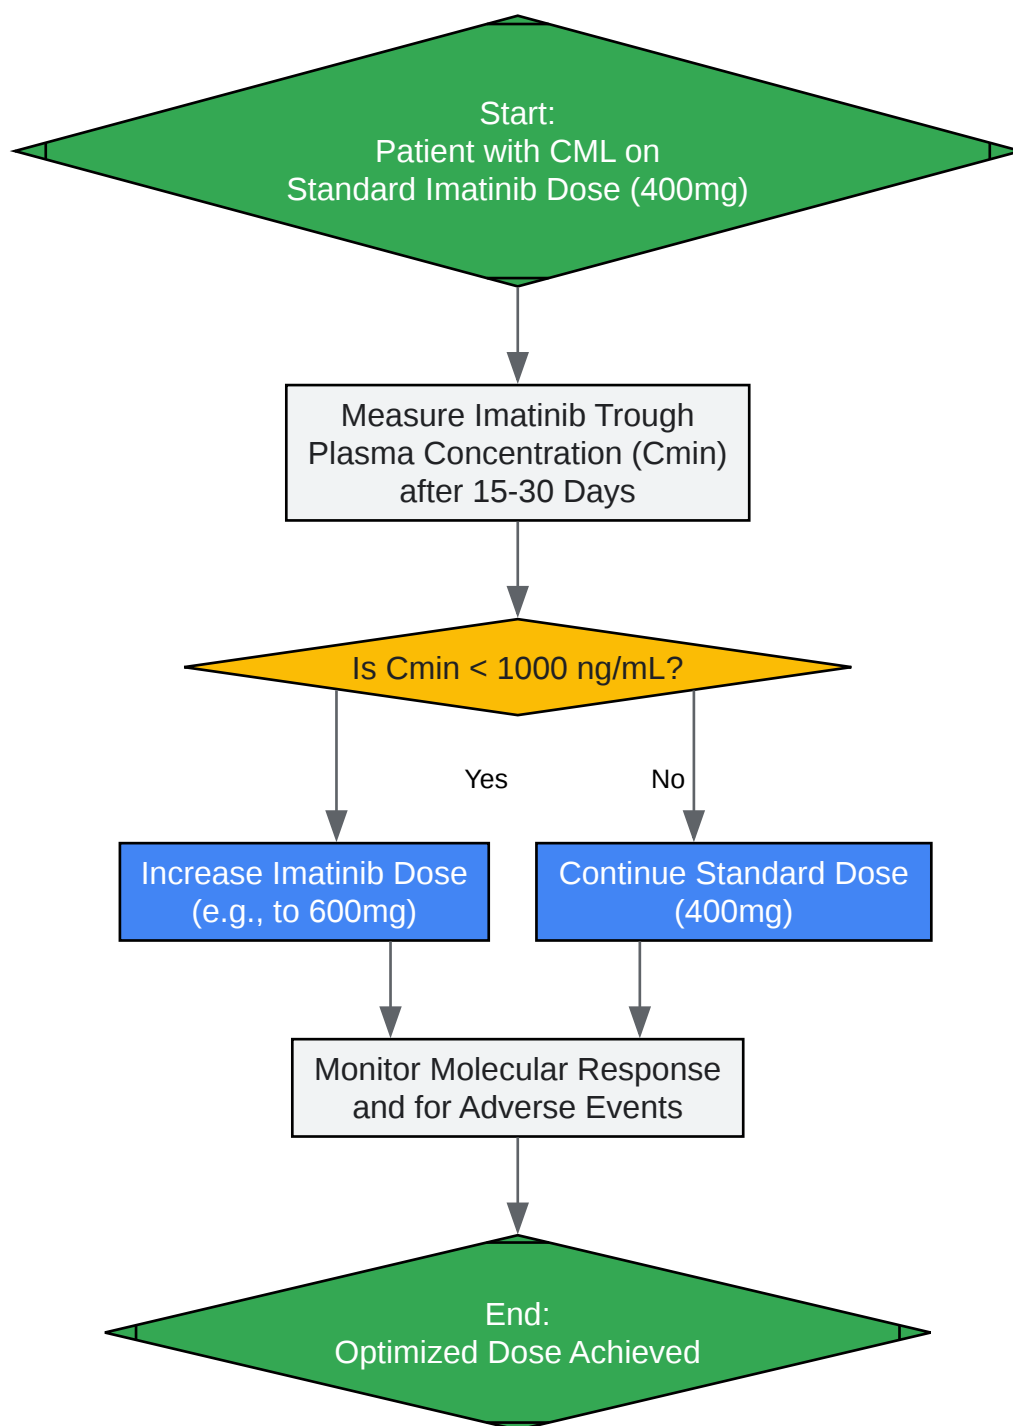 Start:
Patient with CML on
Standard Imatinib Dose (400mg)
Measure Imatinib Trough
Plasma Concentration (Cmin)
after 15-30 Days
Is Cmin < 1000 ng/mL?
Yes
No
Increase Imatinib Dose
(e.g., to 600mg)
Continue Standard Dose
(400mg)
Monitor Molecular Response
and for Adverse Events
End:
Optimized Dose Achieved